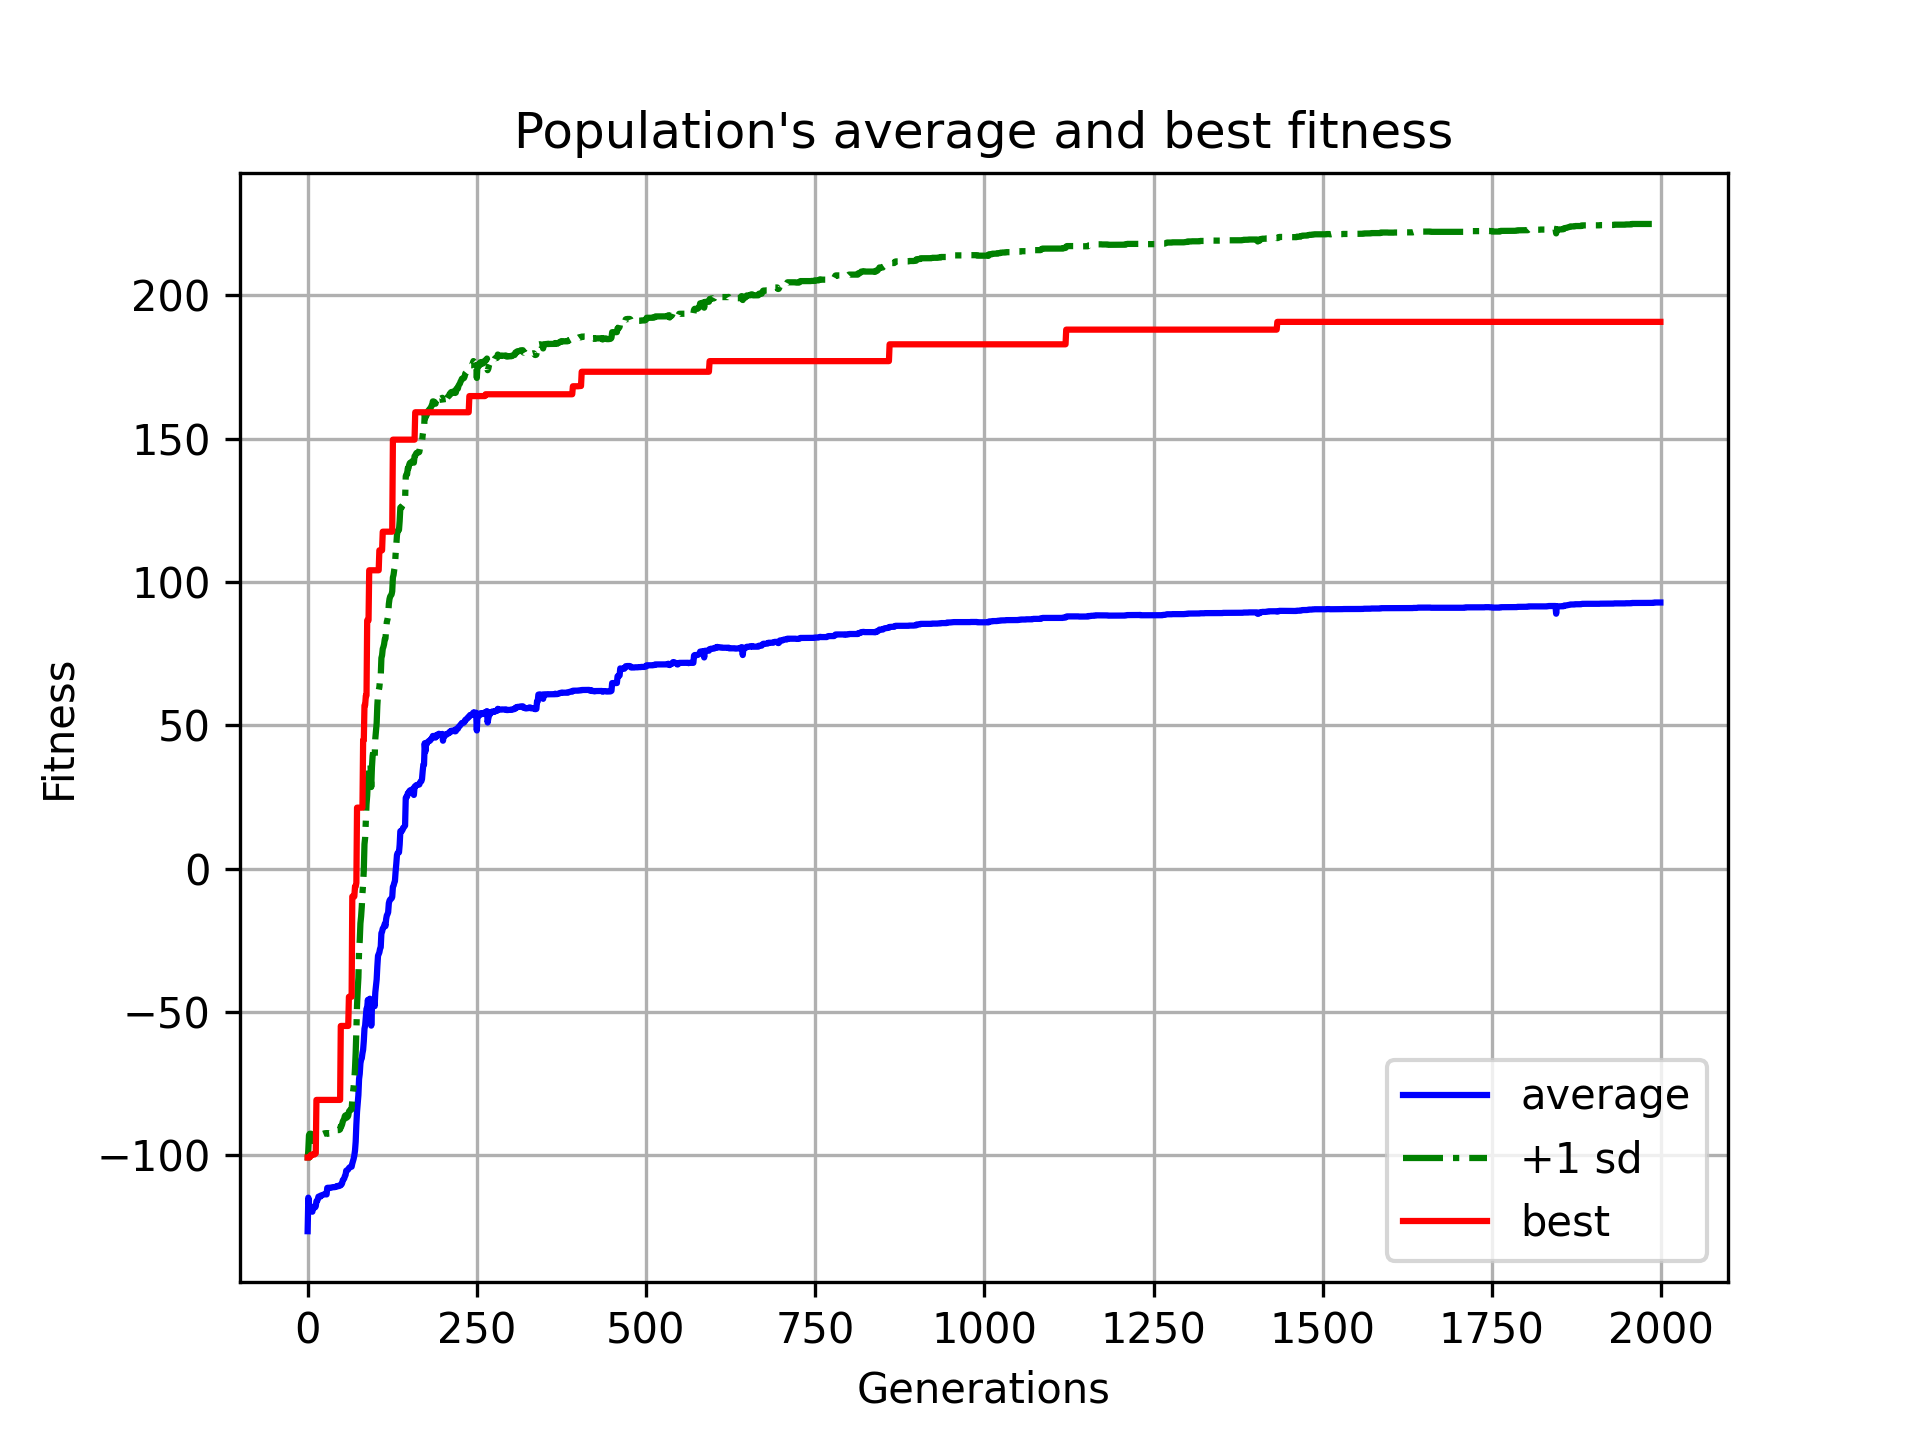 Population's average and best fitness
Fitness
200
150
100
50
0
−50
−100
0 250 500 750 1000 1250 1500 1750 2000
Generations
average
+1 sd
best